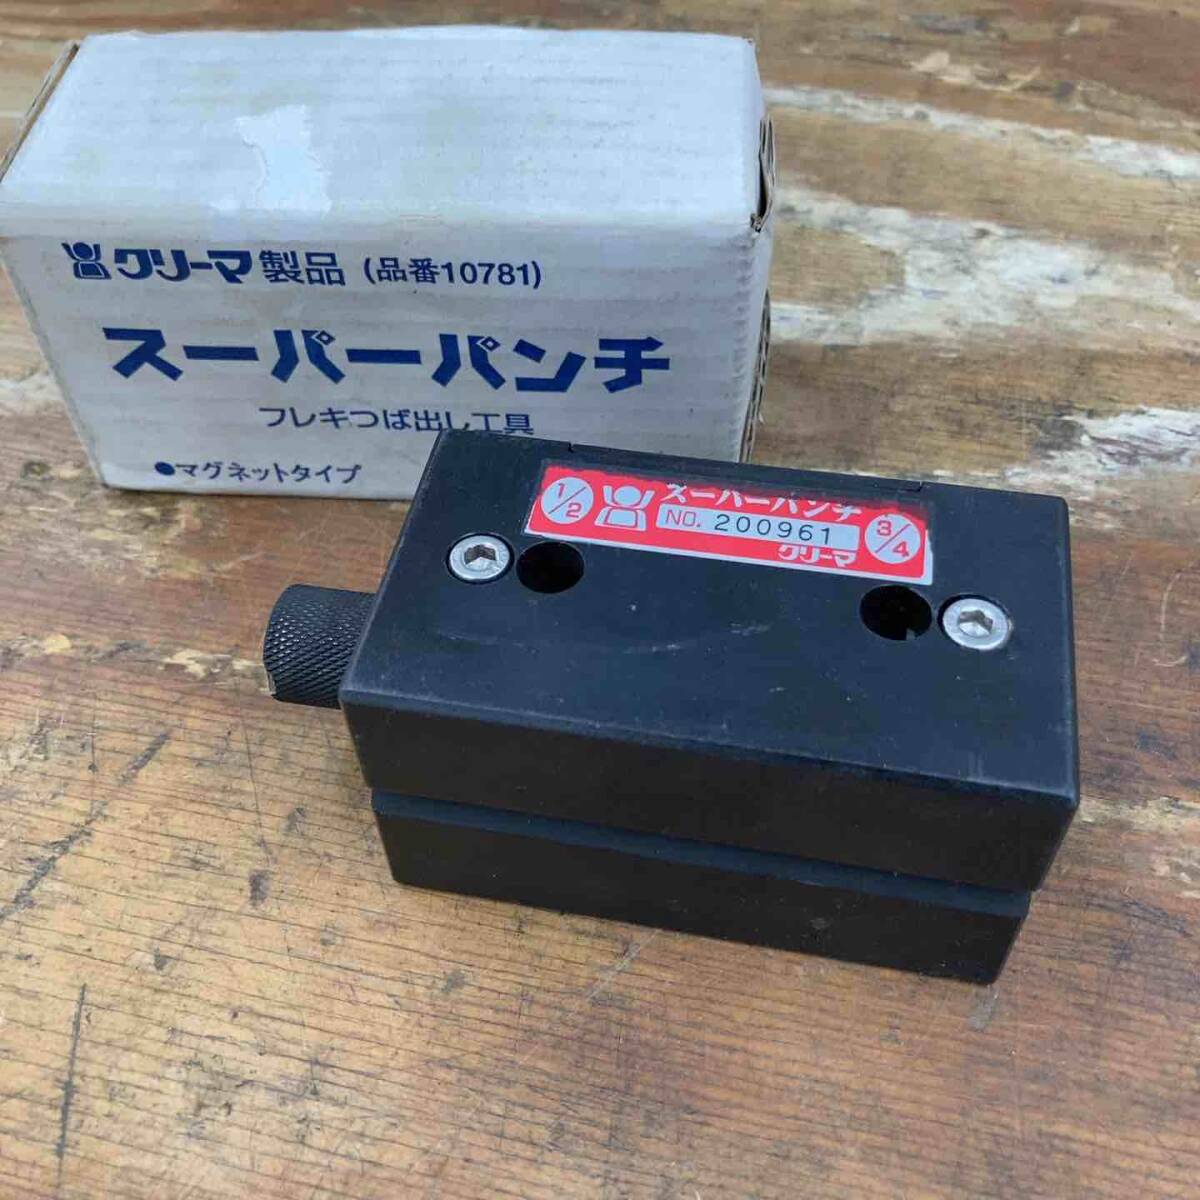 クリーマ製品 (品番10781)
スーパーパンチ
フレキつば出し工具
●マグネットタイプ
1/2
スーパーパンチ
NO. 200961
3/4
クリーマ